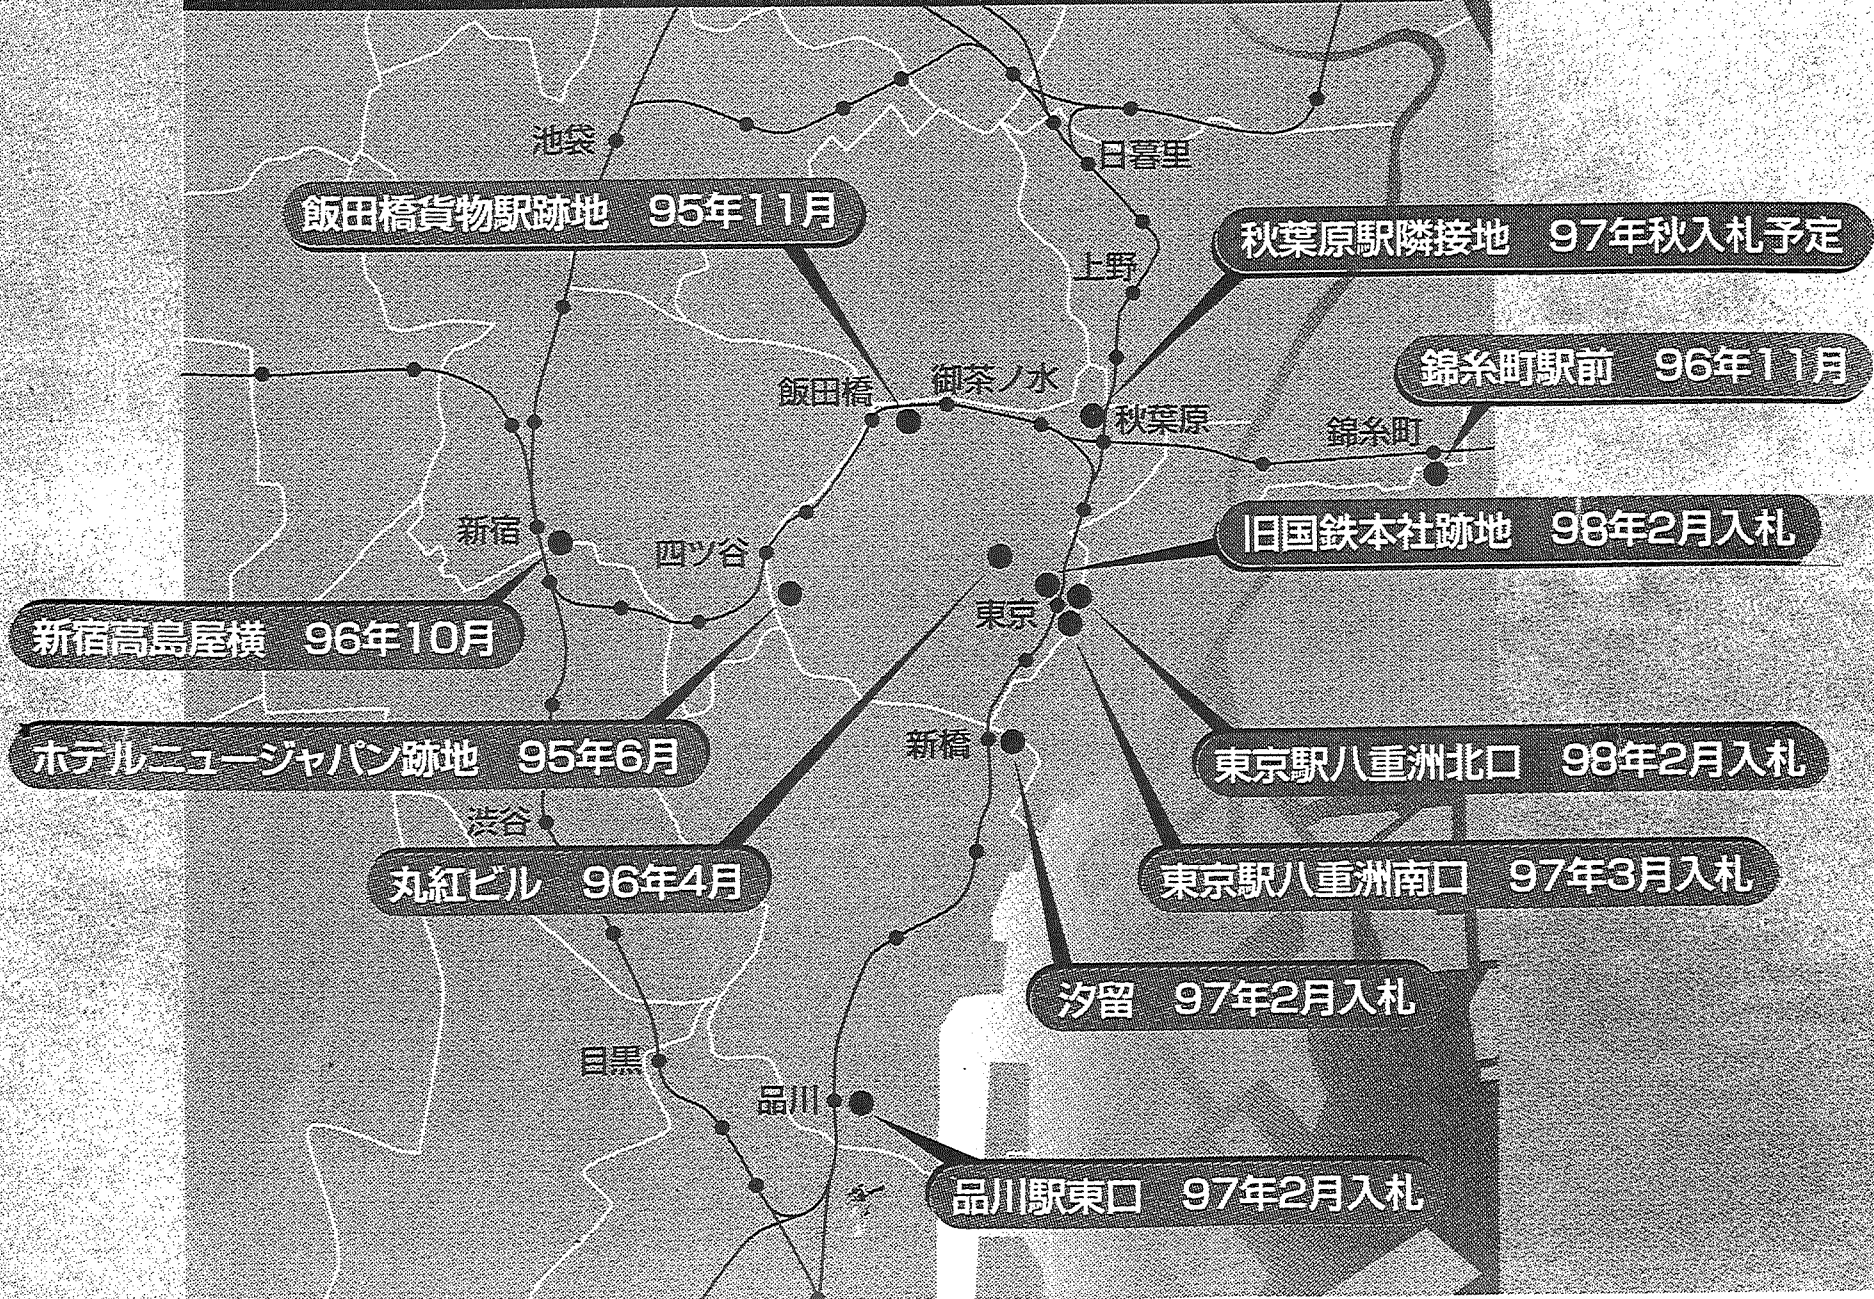 池袋
日暮里
飯田橋貨物駅跡地　95年11月
秋葉原駅隣接地　97年秋入札予定
上野
錦糸町駅前　96年11月
飯田橋
御茶ノ水
秋葉原
錦糸町
新宿
四ツ谷
旧国鉄本社跡地　98年2月入札
東京
新宿高島屋横　96年10月
ホテルニュージャパン跡地　95年6月
新橋
東京駅八重洲北口　98年2月入札
渋谷
丸紅ビル　96年4月
東京駅八重洲南口　97年3月入札
汐留　97年2月入札
目黒
品川
品川駅東口　97年2月入札